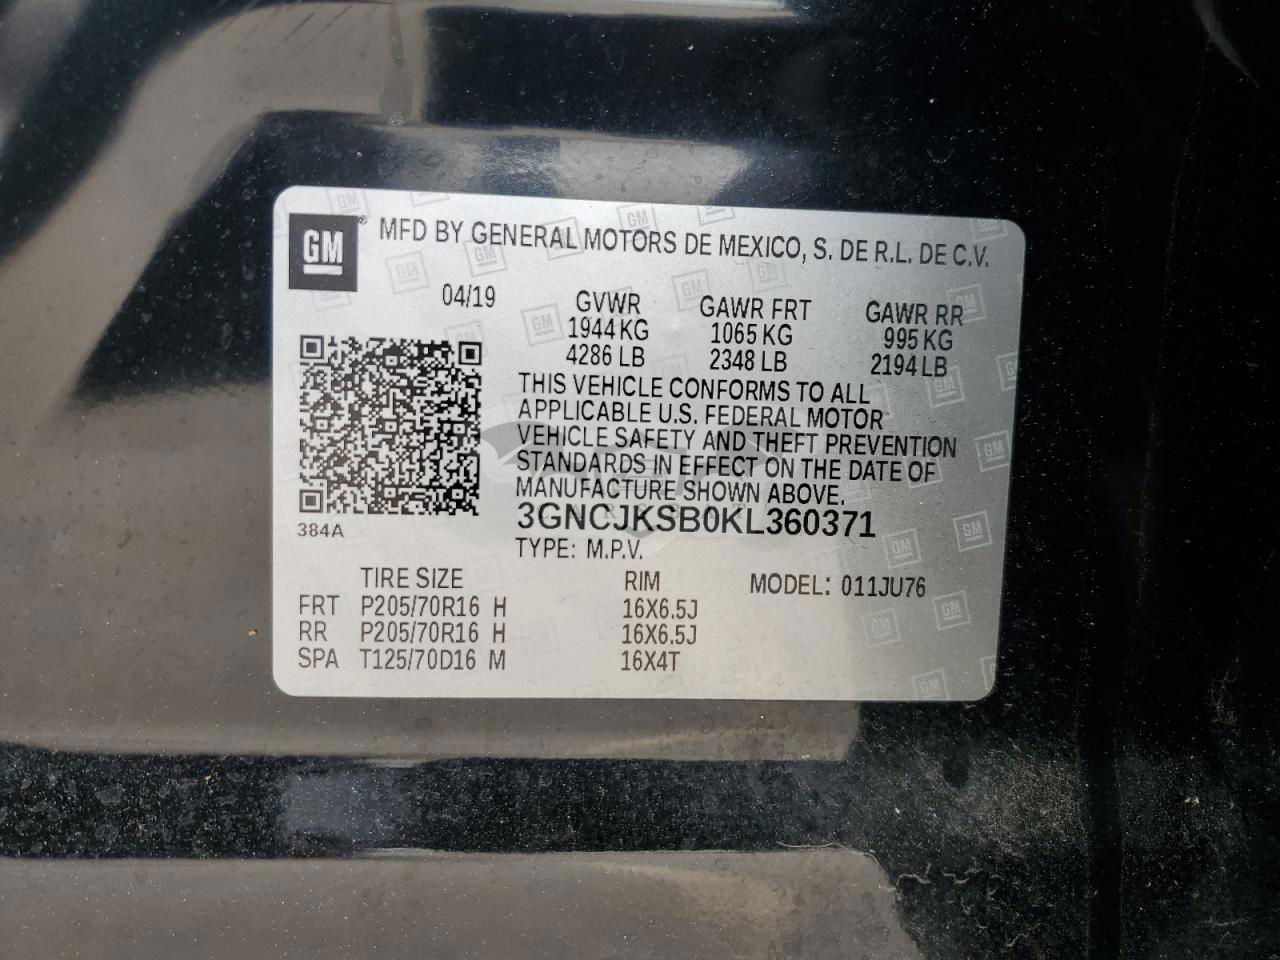 GM MFD BY GENERAL MOTORS DE MEXICO, S. DE R.L. DE C.V.
04/19 GVWR GAWR FRT GAWR RR
1944 KG 1065 KG 995 KG
4286 LB 2348 LB 2194 LB
THIS VEHICLE CONFORMS TO ALL
APPLICABLE U.S. FEDERAL MOTOR
VEHICLE SAFETY AND THEFT PREVENTION
STANDARDS IN EFFECT ON THE DATE OF
MANUFACTURE SHOWN ABOVE.
384A 3GNCJKSB0KL360371
TYPE: M.P.V.
TIRE SIZE RIM MODEL: 011JU76
FRT P205/70R16 H 16X6.5J
RR P205/70R16 H 16X6.5J
SPA T125/70D16 M 16X4T